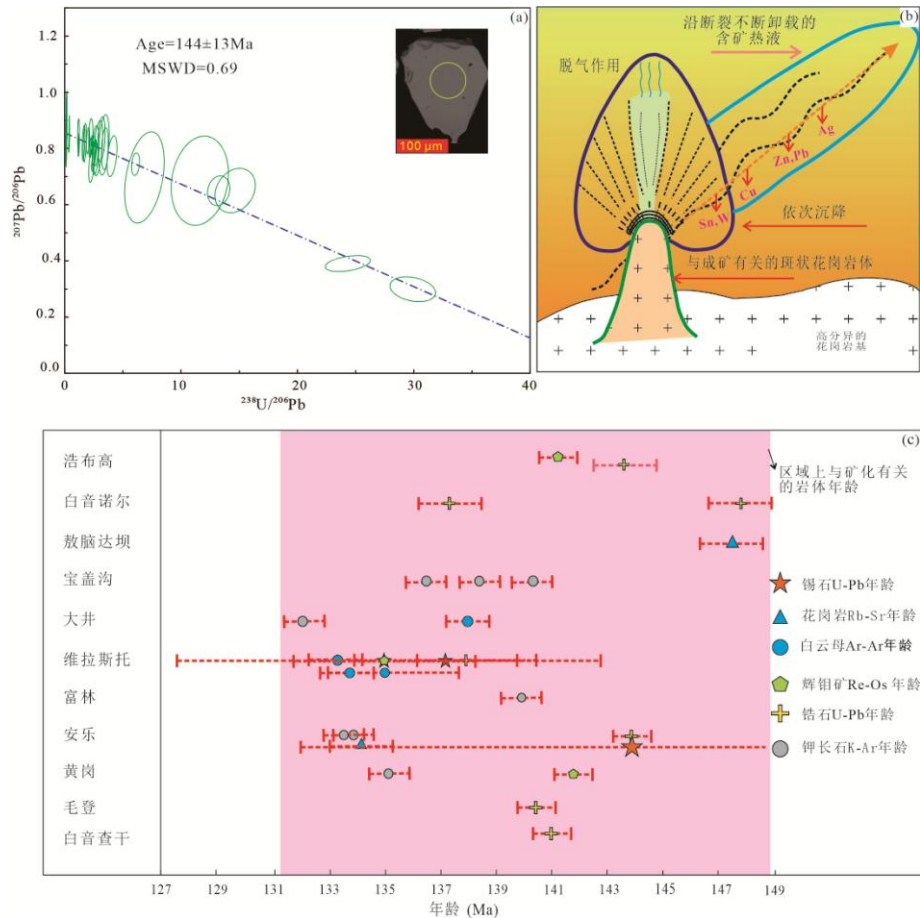 (a)
Age=144±13Ma
MSWD=0.69
100 μm
1.2
1.0
0.8
0.6
0.4
0.2
0.0
²⁰⁷Pb/²⁰⁶Pb
0
10
20
30
40
²³⁸U/²⁰⁶Pb
(b)
沿断裂不断卸载的
含矿热液
脱气作用
Ag
Zn,Pb
Cu
Sn,W
依次沉降
与成矿有关的斑状花岗岩体
高分异的
花岗岩基
(c)
浩布高
白音诺尔
敖脑达坝
宝盖沟
大井
维拉斯托
富林
安乐
黄岗
毛登
白音查干
区域上与矿化有关
的岩体年龄
锡石U-Pb年龄
花岗岩Rb-Sr年龄
白云母Ar-Ar年龄
辉钼矿Re-Os 年龄
锆石U-Pb年龄
钾长石K-Ar年龄
127
131
133
135
137
139
141
143
145
147
149
年龄 (Ma)